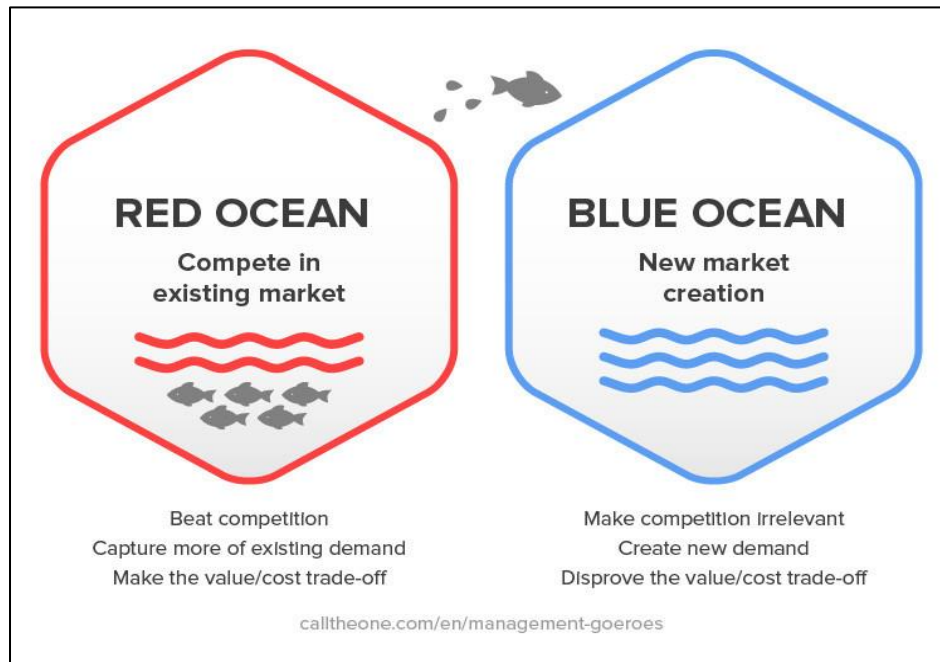 RED OCEAN
Compete in
existing market
Beat competition
Capture more of existing demand
Make the value/cost trade-off
BLUE OCEAN
New market
creation
Make competition irrelevant
Create new demand
Disprove the value/cost trade-off
calltheone.com/en/management-goeroes